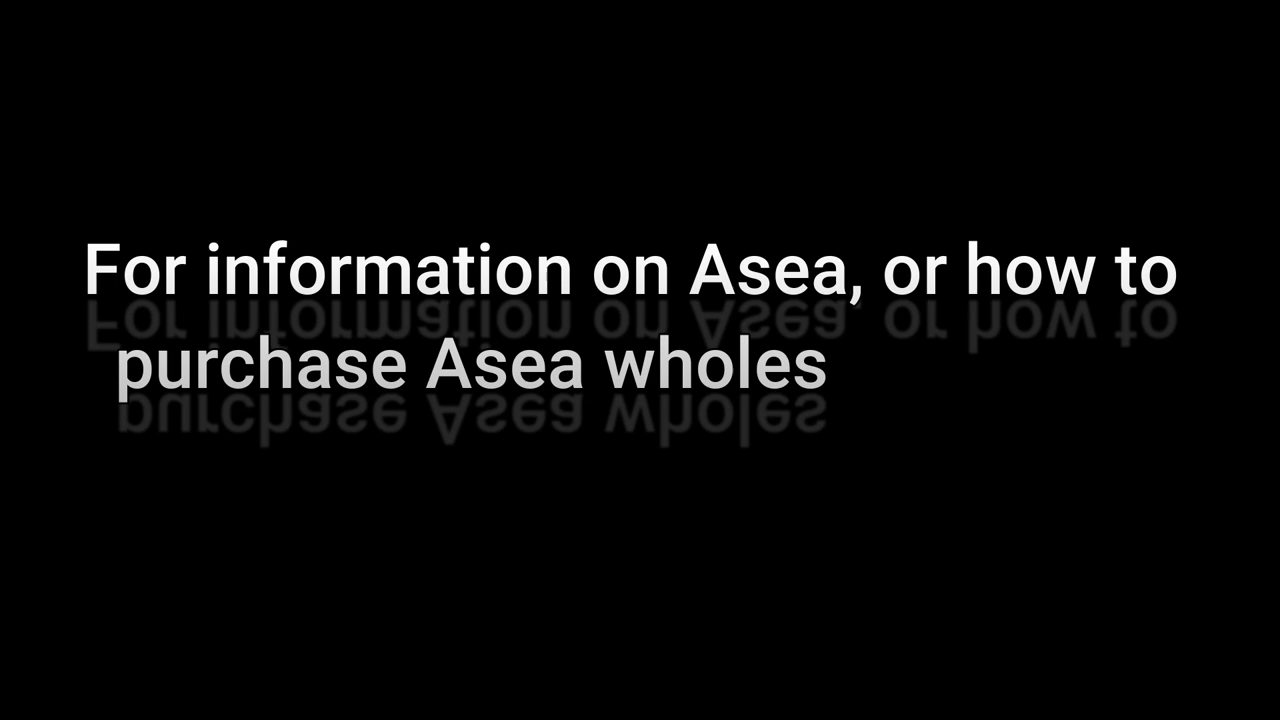 For information on Asea, or how to
purchase Asea wholes